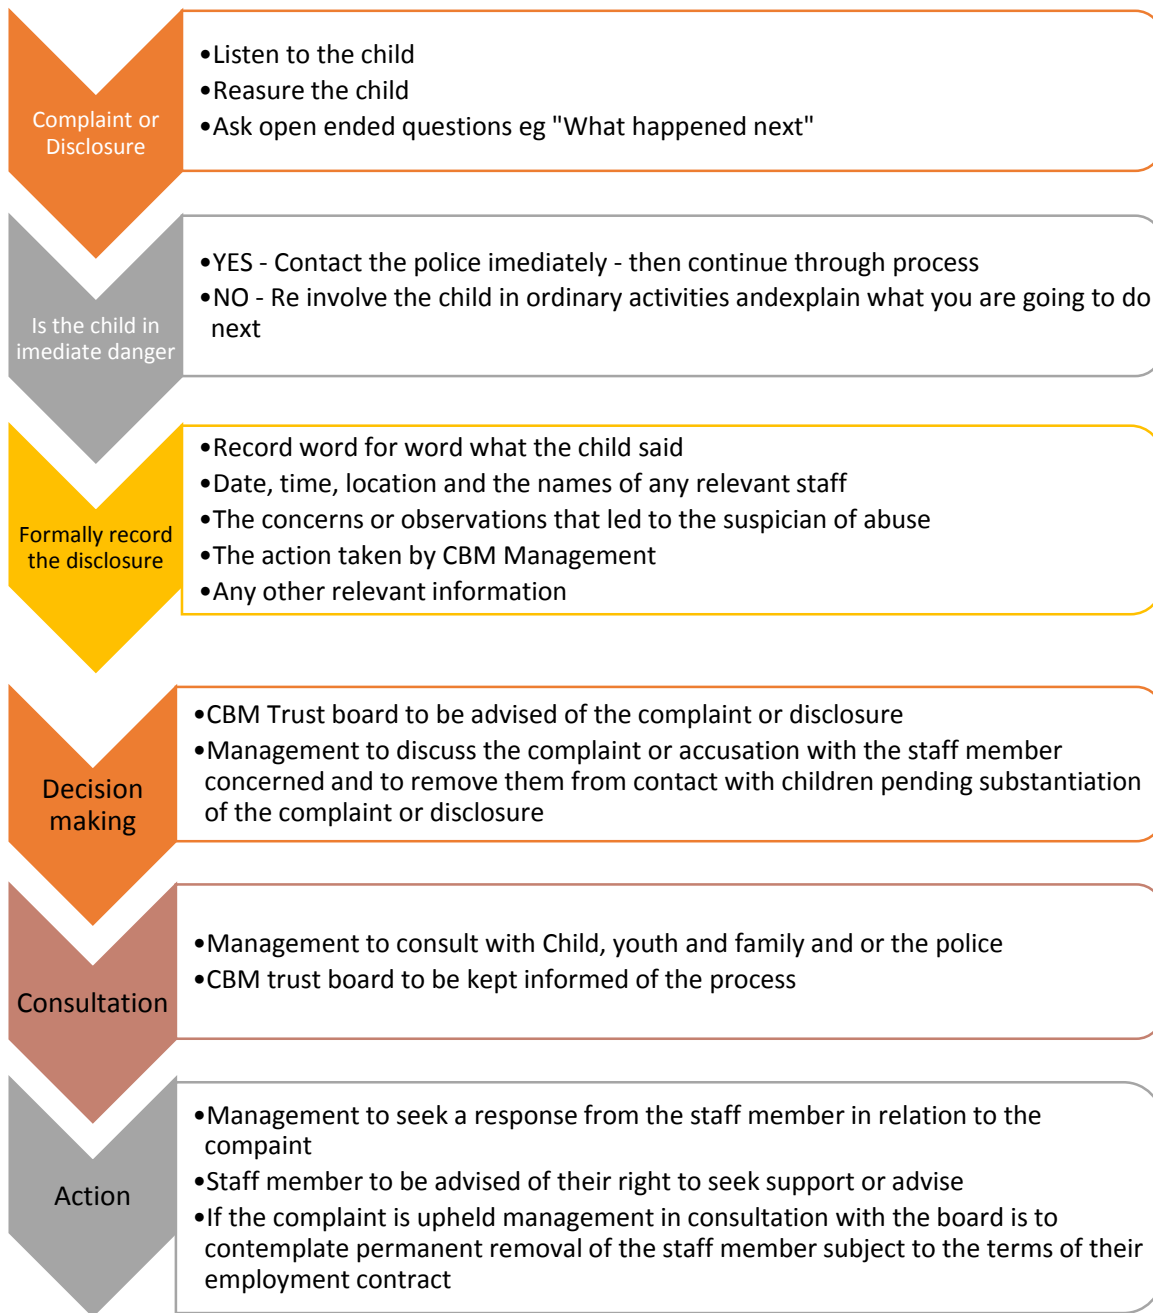 Complaint or
Disclosure
•Listen to the child
•Reasure the child
•Ask open ended questions eg "What happened next"
Is the child in
imediate danger
•YES - Contact the police imediately - then continue through process
•NO - Re involve the child in ordinary activities andexplain what you are going to do
next
Formally record
the disclosure
•Record word for word what the child said
•Date, time, location and the names of any relevant staff
•The concerns or observations that led to the suspician of abuse
•The action taken by CBM Management
•Any other relevant information
Decision
making
•CBM Trust board to be advised of the complaint or disclosure
•Management to discuss the complaint or accusation with the staff member
concerned and to remove them from contact with children pending substantiation
of the complaint or disclosure
Consultation
•Management to consult with Child, youth and family and or the police
•CBM trust board to be kept informed of the process
Action
•Management to seek a response from the staff member in relation to the
compaint
•Staff member to be advised of their right to seek support or advise
•If the complaint is upheld management in consultation with the board is to
contemplate permanent removal of the staff member subject to the terms of their
employment contract